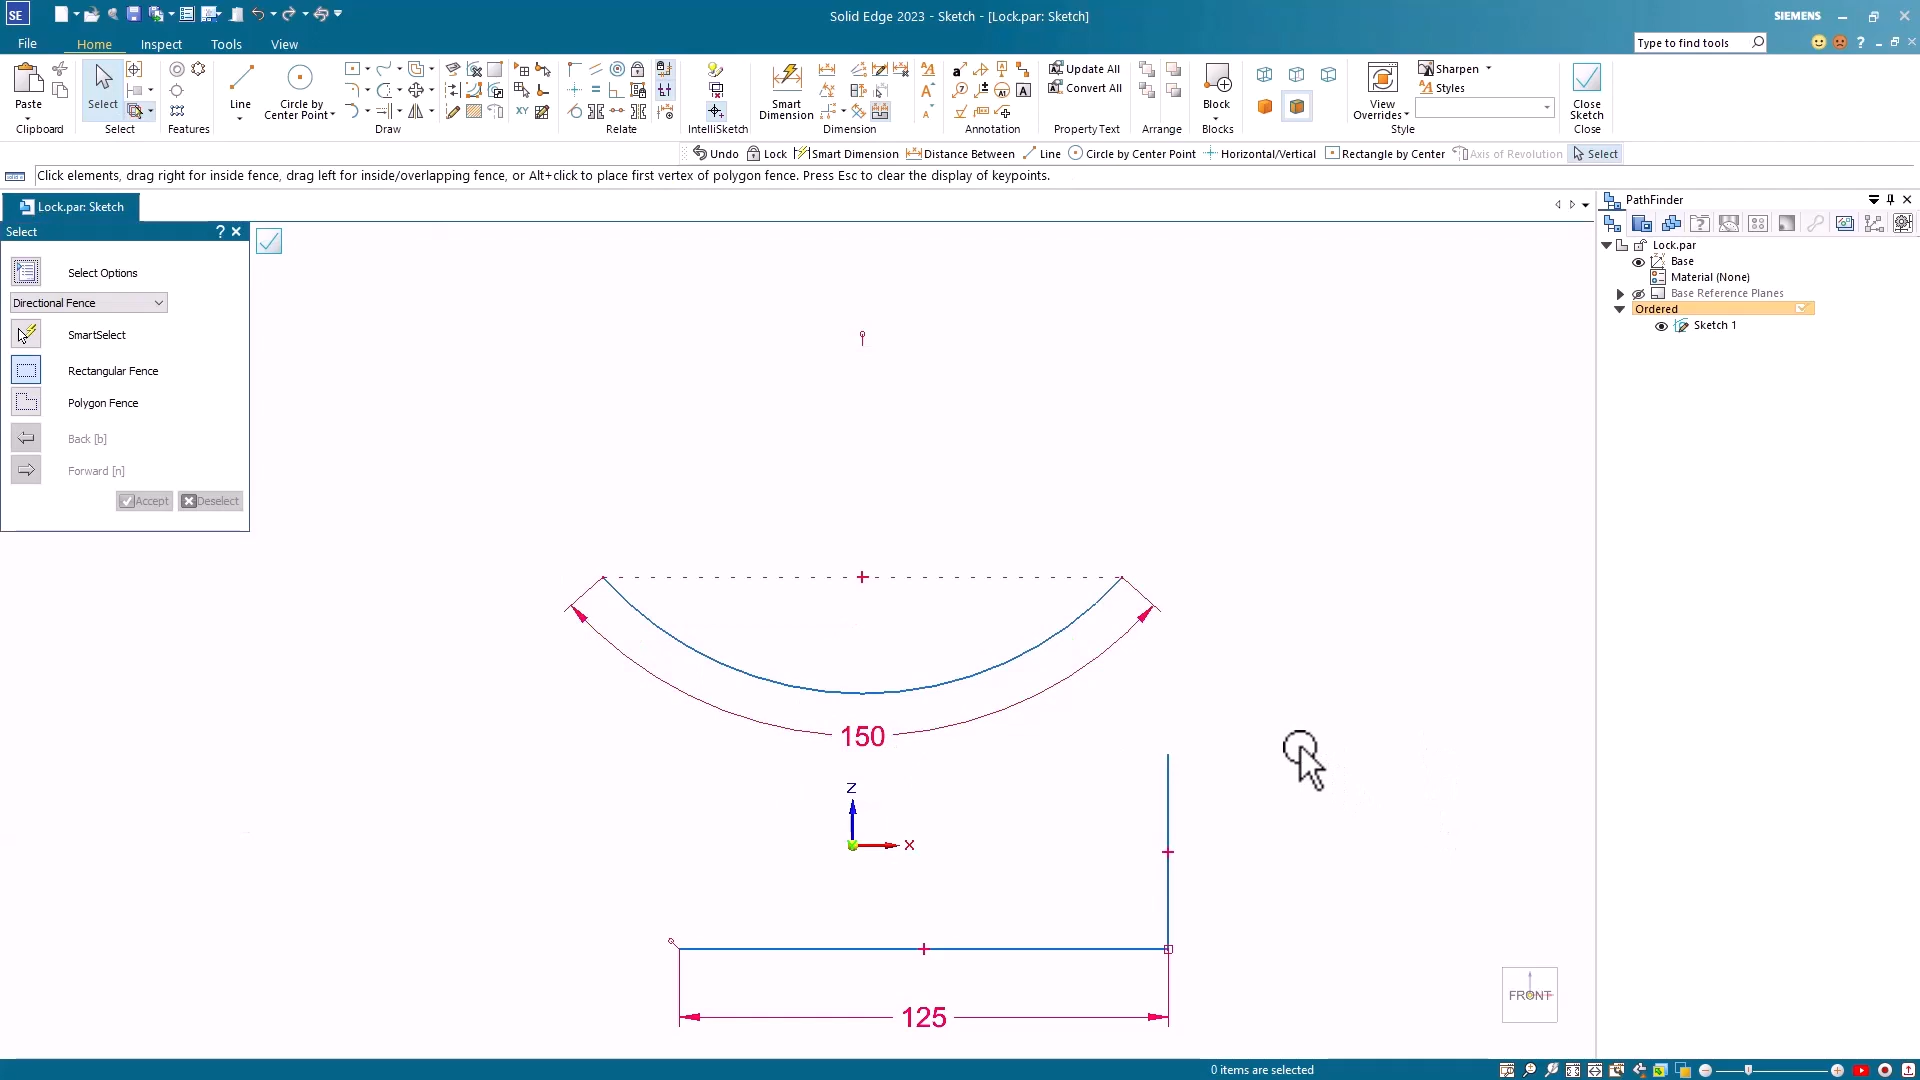 SE
Solid Edge 2023 - Sketch - [Lock.par: Sketch]
SIEMENS
File
Home
Inspect
Tools
View
Type to find tools
Paste
Clipboard
Select
Select
Features
Line
Circle by
Center Point
Draw
Relate
IntelliSketch
Smart
Dimension
Dimension
Annotation
Update All
Convert All
PropertyText
Arrange
Block
Blocks
View
Overrides
Sharpen
Styles
Style
Close
Sketch
Close
Undo
Lock
Smart Dimension
Distance Between
Line
Circle by Center Point
Horizontal/Vertical
Rectangle by Center
Axis of Revolution
Select
Click elements, drag right for inside fence, drag left for inside/overlapping fence, or Alt+click to place first vertex of polygon fence. Press Esc to clear the display of keypoints.
Lock.par: Sketch
Select
Select Options
Directional Fence
SmartSelect
Rectangular Fence
Polygon Fence
Back [b]
Forward [n]
Accept
Deselect
PathFinder
Lock.par
Base
Material (None)
Base Reference Planes
Ordered
Sketch 1
150
Z
X
125
FRONT
0 items are selected